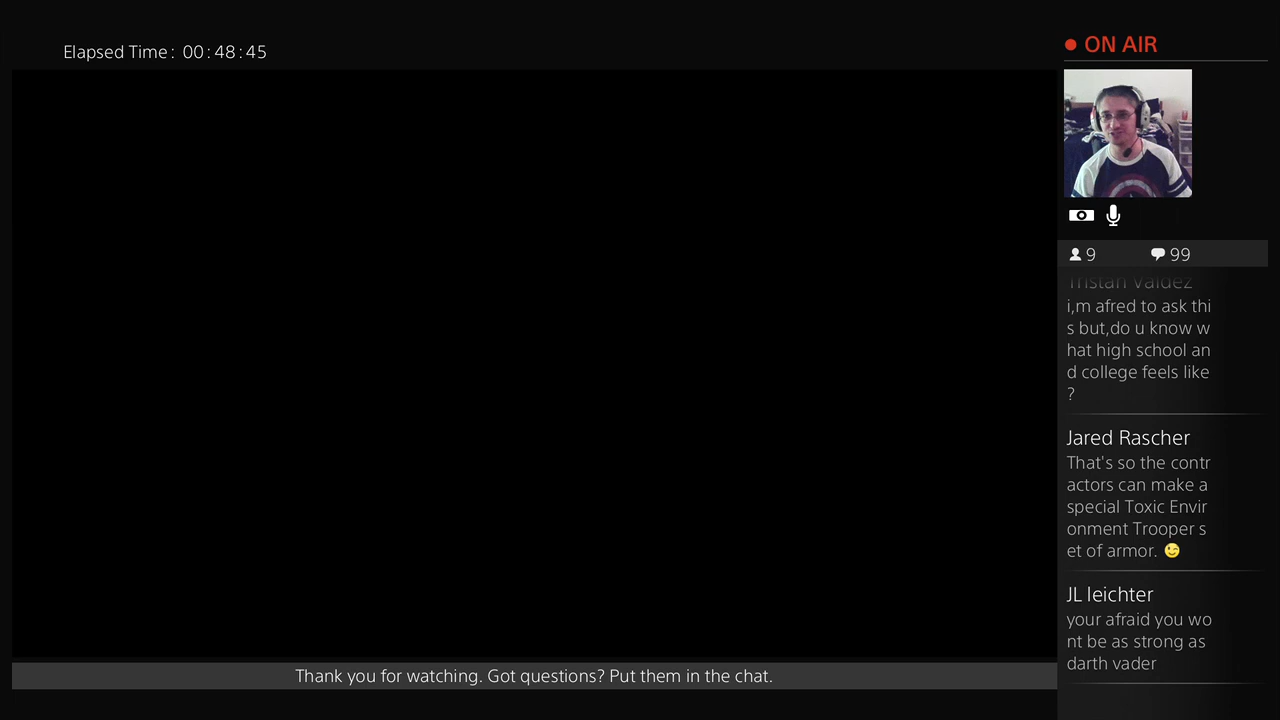 Elapsed Time: 00:48:45
ON AIR
9 99
Tristan Valdez
i,m afred to ask thi
s but,do u know w
hat high school an
d college feels like
?
Jared Rascher
That's so the contr
actors can make a
special Toxic Envir
onment Trooper s
et of armor. 😉
JL leichter
your afraid you wo
nt be as strong as
darth vader
Thank you for watching. Got questions? Put them in the chat.